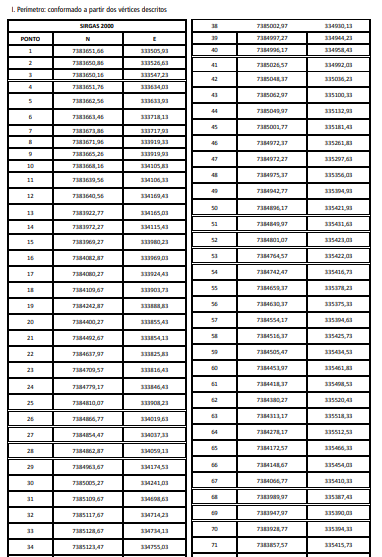 I. Perímetro: conformado a partir dos vértices descritos
SIRGAS 2000
PONTO N E
1 7383651,66 333505,93
2 7383650,86 333526,63
3 7383650,16 333547,23
4 7383651,76 333634,03
5 7383662,56 333633,93
6 7383663,46 333718,13
7 7383673,86 333717,93
8 7383671,96 333919,33
9 7383665,26 333919,93
10 7383668,16 334105,83
11 7383639,56 334106,33
12 7383640,56 334169,43
13 7383922,77 334165,03
14 7383972,27 334115,43
15 7383969,27 333980,23
16 7384082,87 333969,03
17 7384080,27 333924,43
18 7384109,67 333903,73
19 7384242,87 333888,83
20 7384400,27 333855,43
21 7384492,67 333854,13
22 7384637,97 333825,83
23 7384709,57 333816,43
24 7384779,17 333846,43
25 7384810,07 333908,23
26 7384866,77 334019,63
27 7384854,47 334037,33
28 7384862,87 334059,13
29 7384963,67 334174,53
30 7385005,27 334241,03
31 7385109,67 334698,63
32 7385117,67 334714,23
33 7385128,67 334734,13
34 7385123,47 334755,03
38 7385002,97 334930,13
39 7384997,27 334944,23
40 7384996,17 334958,43
41 7385026,57 334992,03
42 7385048,37 335036,23
43 7385062,97 335100,33
44 7385049,97 335132,93
45 7385001,77 335181,43
46 7384972,37 335261,83
47 7384972,27 335297,63
48 7384975,37 335356,03
49 7384942,77 335394,93
50 7384896,17 335421,93
51 7384849,97 335431,63
52 7384801,07 335423,03
53 7384764,57 335422,03
54 7384742,47 335416,73
55 7384659,37 335378,23
56 7384630,37 335375,33
57 7384554,17 335394,63
58 7384516,37 335425,73
59 7384505,47 335434,53
60 7384453,97 335461,83
61 7384418,37 335498,53
62 7384380,27 335520,43
63 7384313,17 335518,33
64 7384278,17 335512,53
65 7384172,57 335466,33
66 7384148,67 335454,03
67 7384066,77 335410,33
68 7383989,97 335387,43
69 7383947,97 335390,03
70 7383928,77 335394,33
71 7383857,57 335415,73